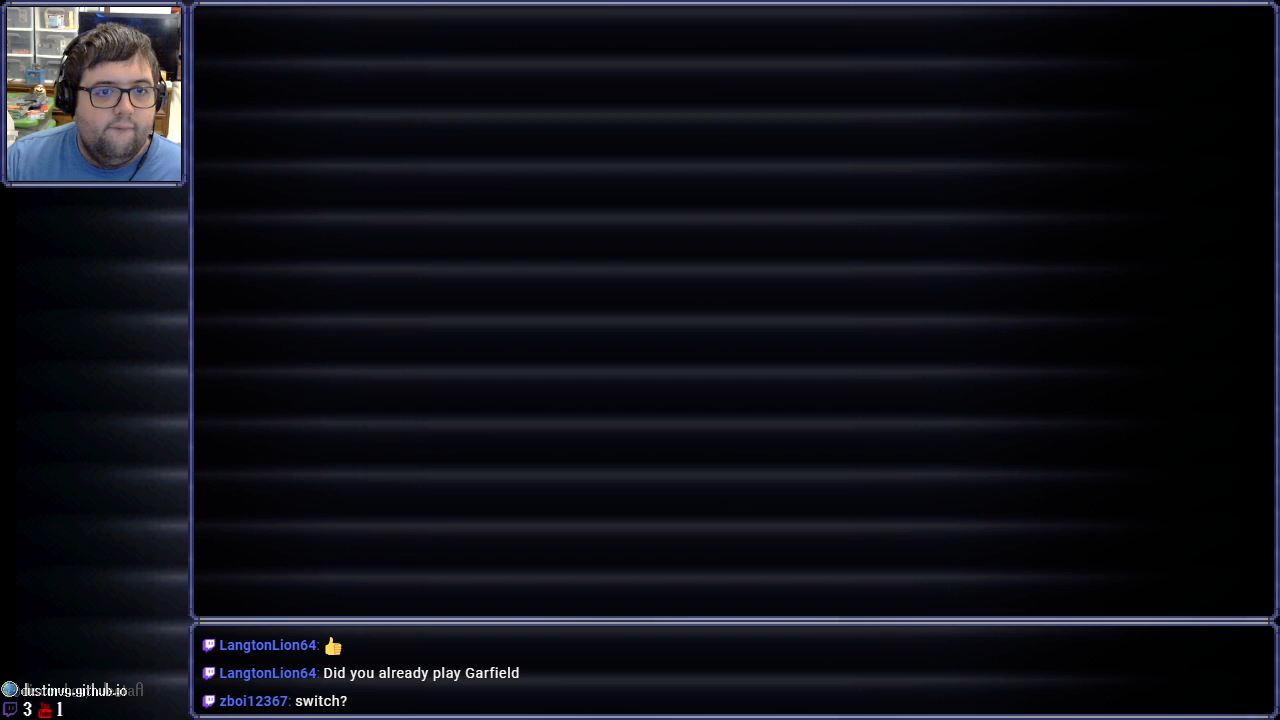 LangtonLion64: 👍
LangtonLion64: Did you already play Garfield
zboi12367: switch?
dustinvg.github.io
3 1